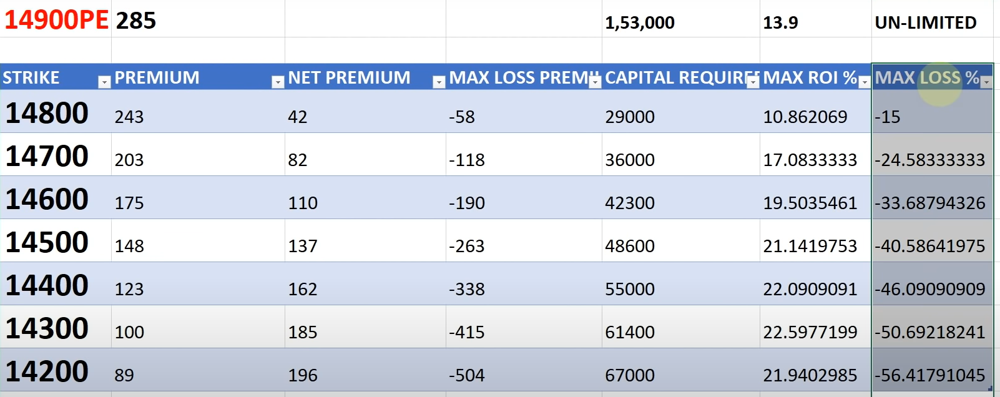 14900PE 285 1,53,000 13.9 UN-LIMITED
STRIKE PREMIUM NET PREMIUM MAX LOSS CAPITAL MAX ROI % MAX LOSS %
14800 243 42 -58 29000 10.862069 -15
14700 203 82 -118 36000 17.0833333 -24.58333333
14600 175 110 -190 42300 19.5035461 -33.68794326
14500 148 137 -263 48600 21.1419753 -40.58641975
14400 123 162 -338 55000 22.0909091 -46.09090909
14300 100 185 -415 61400 22.5977199 -50.69218241
14200 89 196 -504 67000 21.9402985 -56.41791045